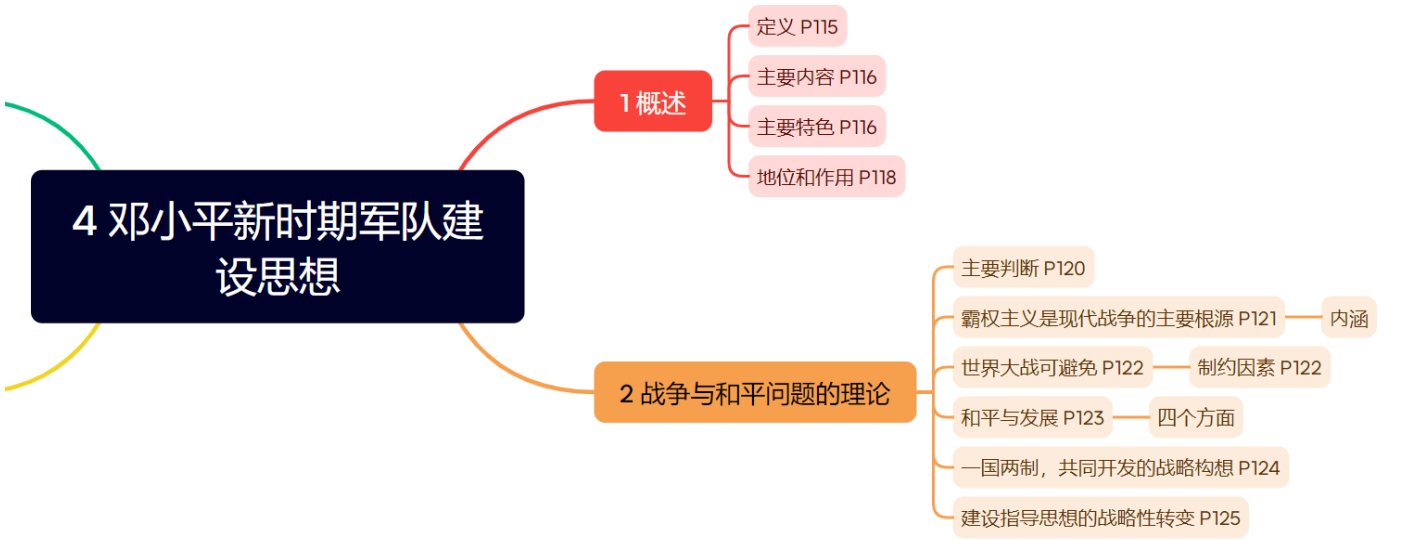 4 邓小平新时期军队建
设思想
1 概述
定义 P115
主要内容 P116
主要特色 P116
地位和作用 P118
2 战争与和平问题的理论
主要判断 P120
霸权主义是现代战争的主要根源 P121
内涵
世界大战可避免 P122
制约因素 P122
和平与发展 P123
四个方面
一国两制，共同开发的战略构想 P124
建设指导思想的战略性转变 P125